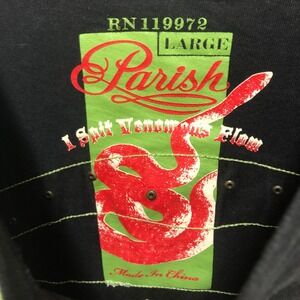 RN 119972
LARGE
Parish
I Spit Venomous Flow
Made In China